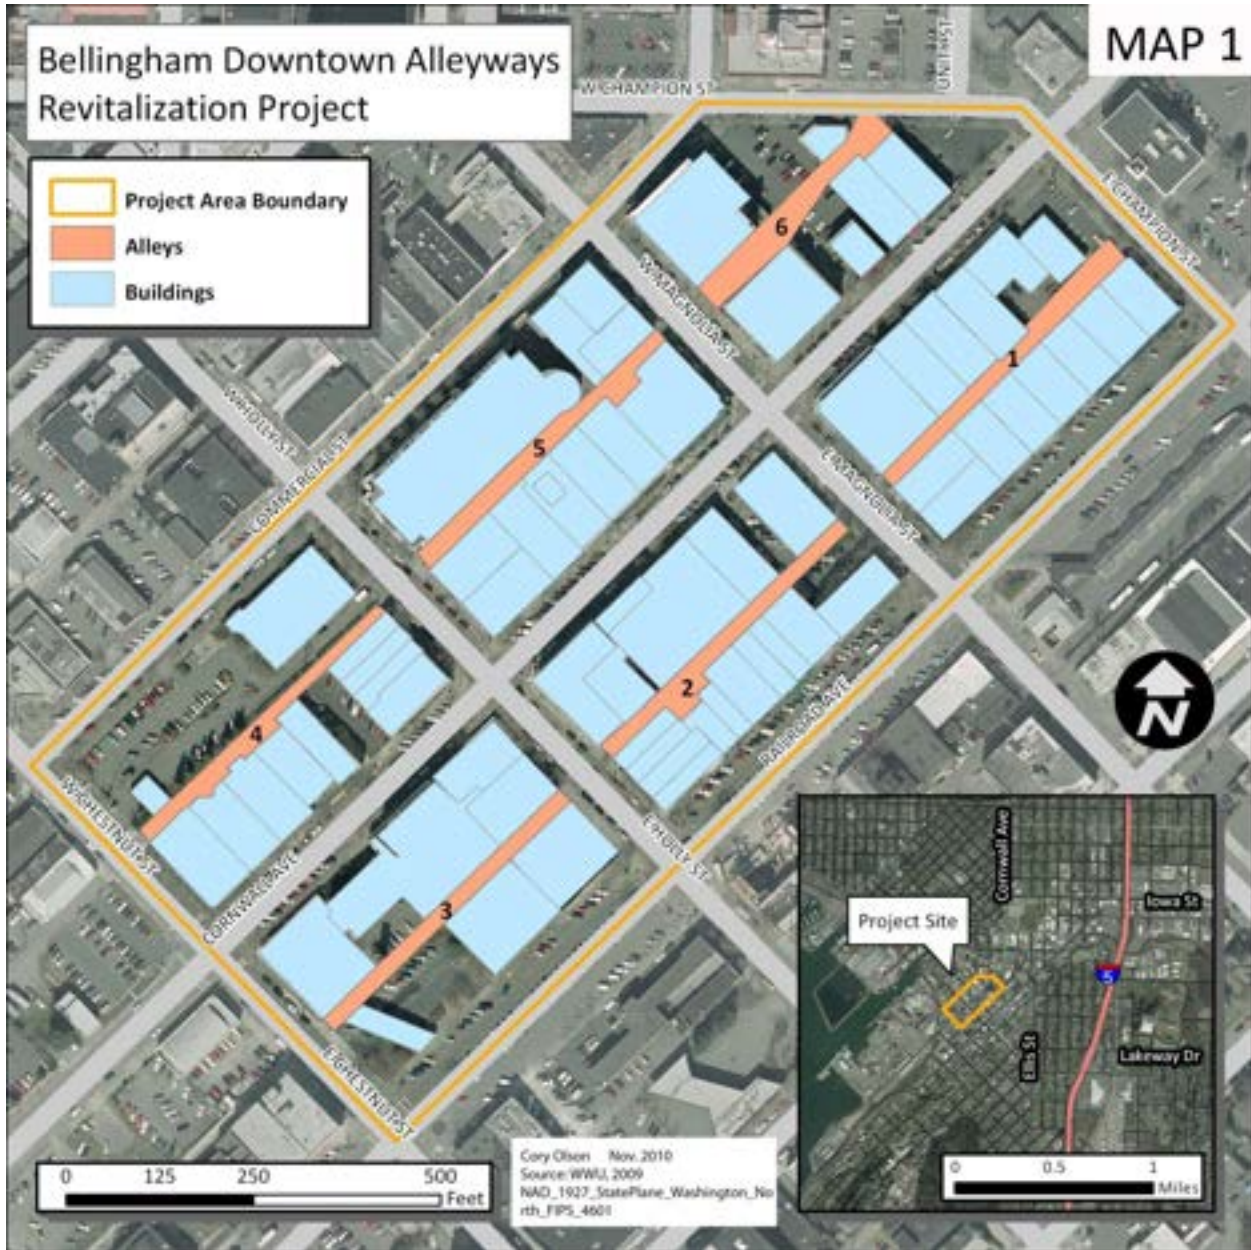 Bellingham Downtown Alleyways
Revitalization Project
MAP 1
Project Area Boundary
Alleys
Buildings
W CHAMPION ST
UNITY ST
E CHAMPION ST
6
W MAGNOLIA ST
1
W HOLLY ST
COMMERCIAL ST
5
E MAGNOLIA ST
2
4
RAILROAD AVE
N
W CHESTNUT ST
CORNWALL AVE
E HOLLY ST
3
E CHESTNUT ST
Cornwall Ave
Iowa St
Project Site
5
Ellis St
Lakeway Dr
0 0.5 1
Miles
0 125 250 500
Feet
Cory Olson Nov. 2010
Source: WWU, 2009
NAD_1927_StatePlane_Washington_No
rth_FIPS_4601